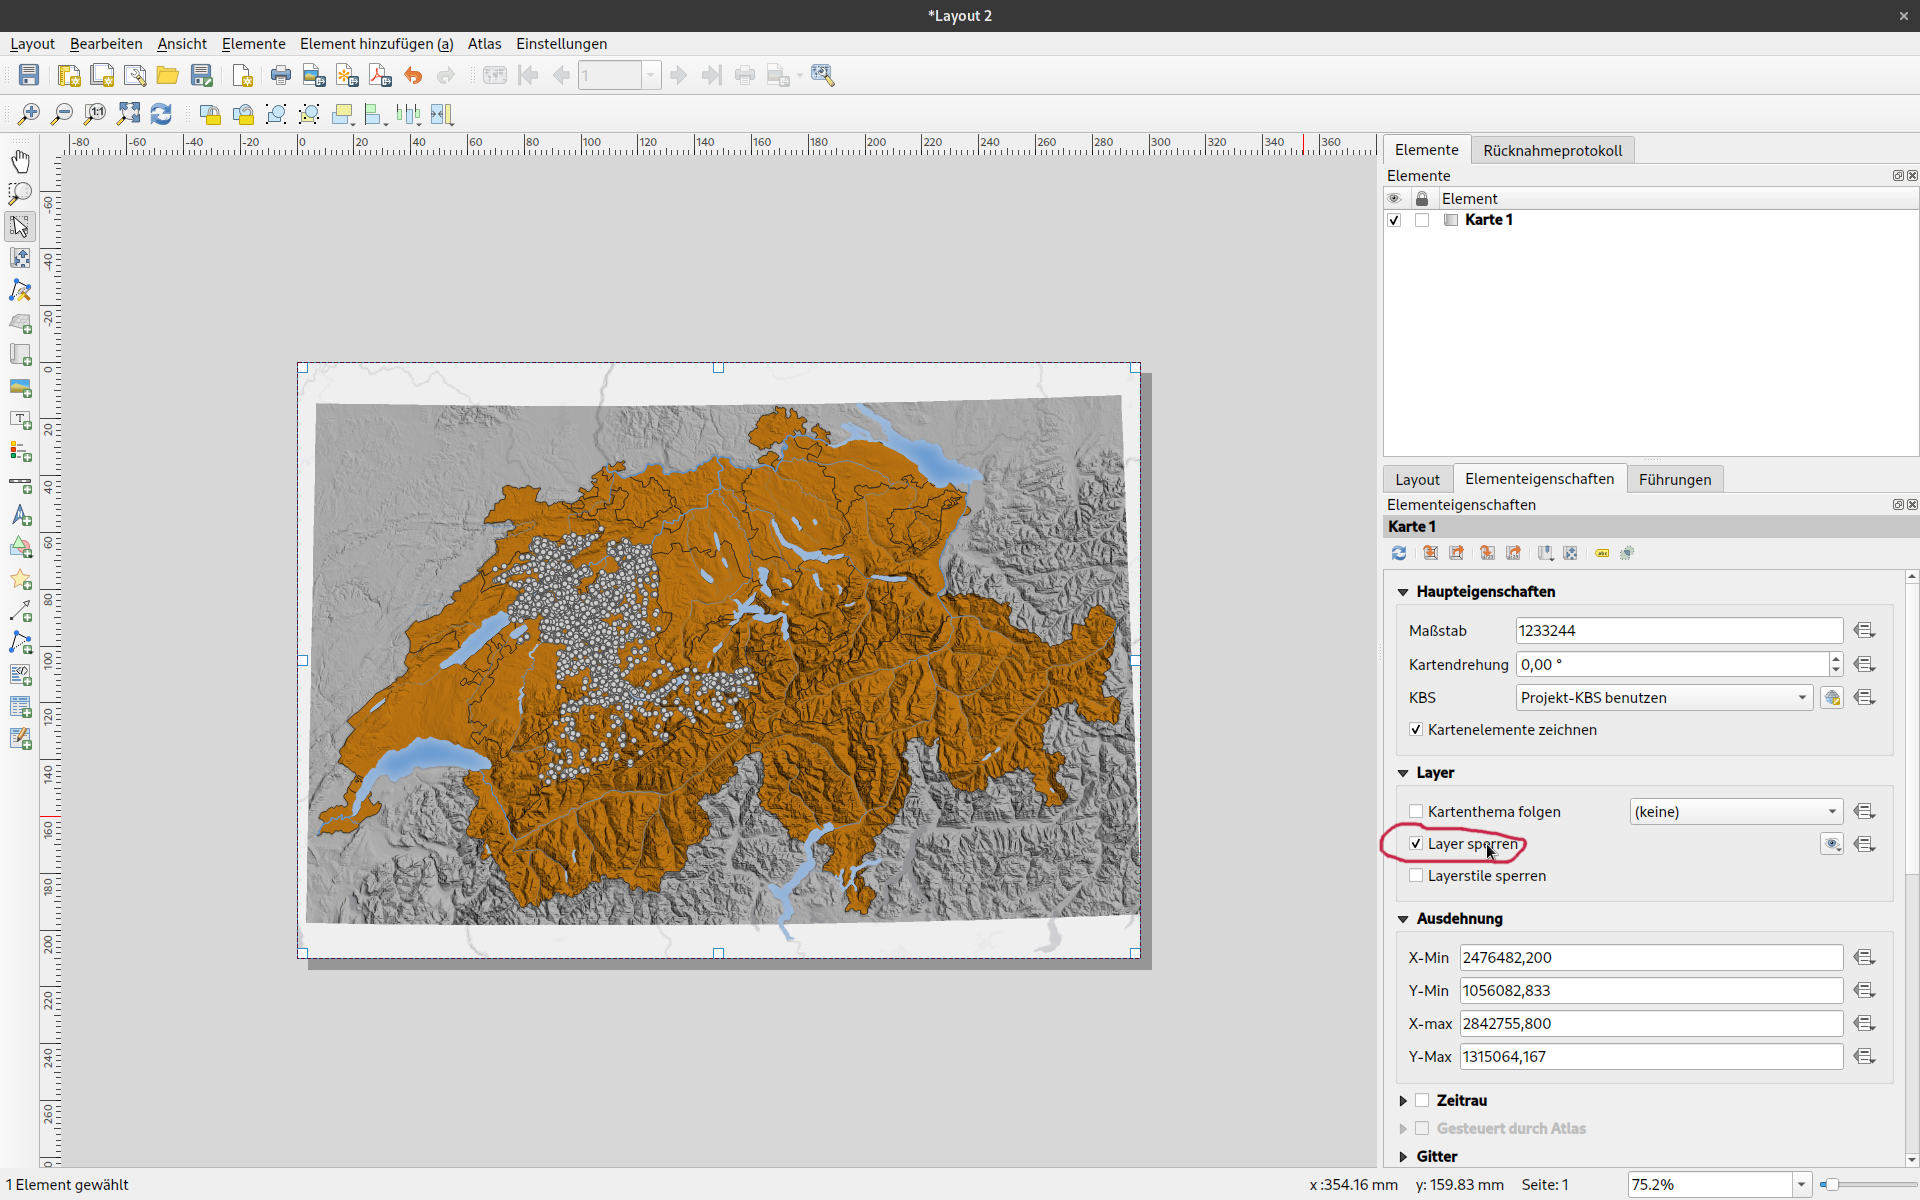 *Layout 2
Layout Bearbeiten Ansicht Elemente Element hinzufügen (a) Atlas Einstellungen
1
1:1
-80 -60 -40 -20 0 20 40 60 80 100 120 140 160 180 200 220 240 260 280 300 320 340 360
-60
-40
-20
0
20
40
60
80
100
120
140
160
180
200
220
240
260
Elemente Rücknahmeprotokoll
Elemente
Element
Karte 1
Layout Elementeigenschaften Führungen
Elementeigenschaften
Karte 1
abc
Haupteigenschaften
Maßstab 1233244
Kartendrehung 0,00 °
KBS Projekt-KBS benutzen
Kartenelemente zeichnen
Layer
Kartenthema folgen (keine)
Layer sperren
Layerstile sperren
Ausdehnung
X-Min 2476482,200
Y-Min 1056082,833
X-max 2842755,800
Y-Max 1315064,167
Zeitrau
Gesteuert durch Atlas
Gitter
1 Element gewählt x :354.16 mm y: 159.83 mm Seite: 1 75.2%